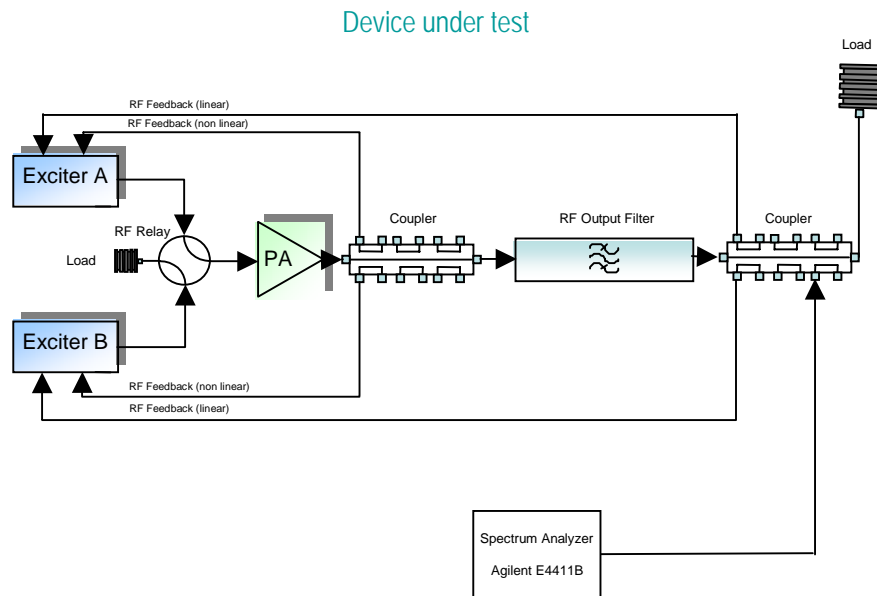 Device under test
Load
RF Feedback (linear)
RF Feedback (non linear)
Exciter A
RF Relay
Load
PA
Coupler
RF Output Filter
Coupler
Exciter B
RF Feedback (non linear)
RF Feedback (linear)
Spectrum Analyzer
Agilent E4411B